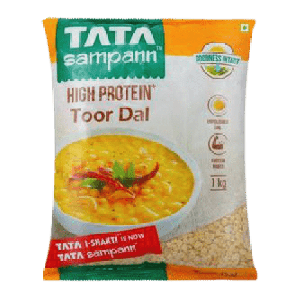 TATA
sampann
GOODNESS INTACT
HIGH PROTEIN*
Toor Dal
1 kg
TATA I-SHAKTI IS NOW
TATA sampann